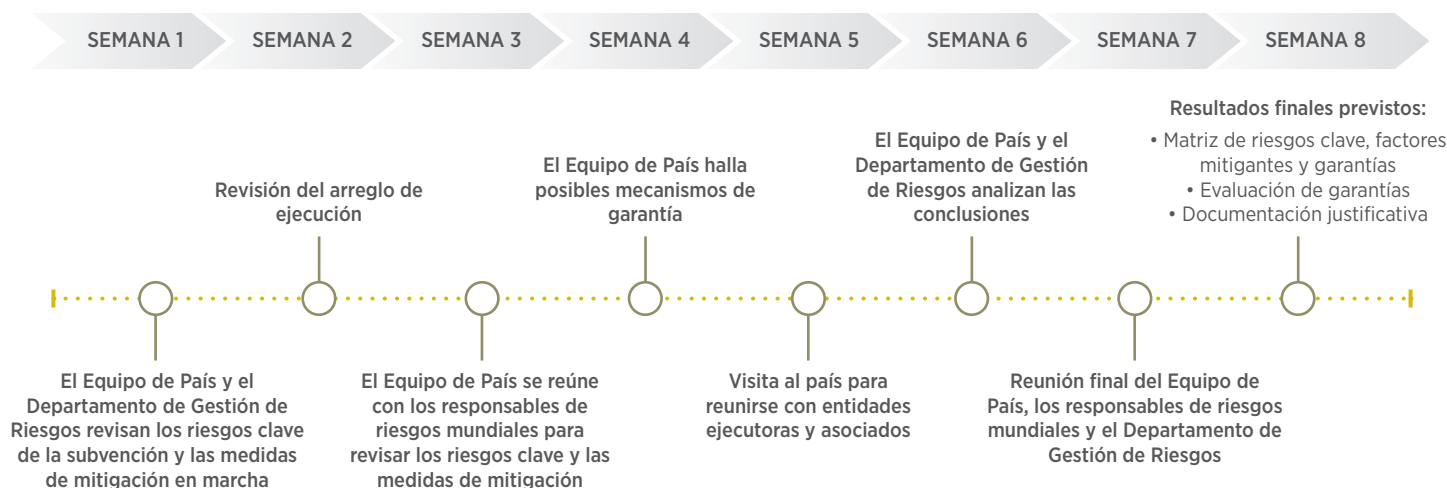 SEMANA 1
SEMANA 2
SEMANA 3
SEMANA 4
SEMANA 5
SEMANA 6
SEMANA 7
SEMANA 8
El Equipo de País y el
Departamento de Gestión de
Riesgos revisan los riesgos clave
de la subvención y las medidas
de mitigación en marcha
Revisión del arreglo de
ejecución
El Equipo de País se reúne
con los responsables de
riesgos mundiales para
revisar los riesgos clave y las
medidas de mitigación
El Equipo de País halla
posibles mecanismos de
garantía
Visita al país para
reunirse con entidades
ejecutoras y asociados
El Equipo de País y el
Departamento de Gestión
de Riesgos analizan las
conclusiones
Reunión final del Equipo de
País, los responsables de riesgos
mundiales y el Departamento de
Gestión de Riesgos
Resultados finales previstos:
• Matriz de riesgos clave, factores
mitigantes y garantías
• Evaluación de garantías
• Documentación justificativa